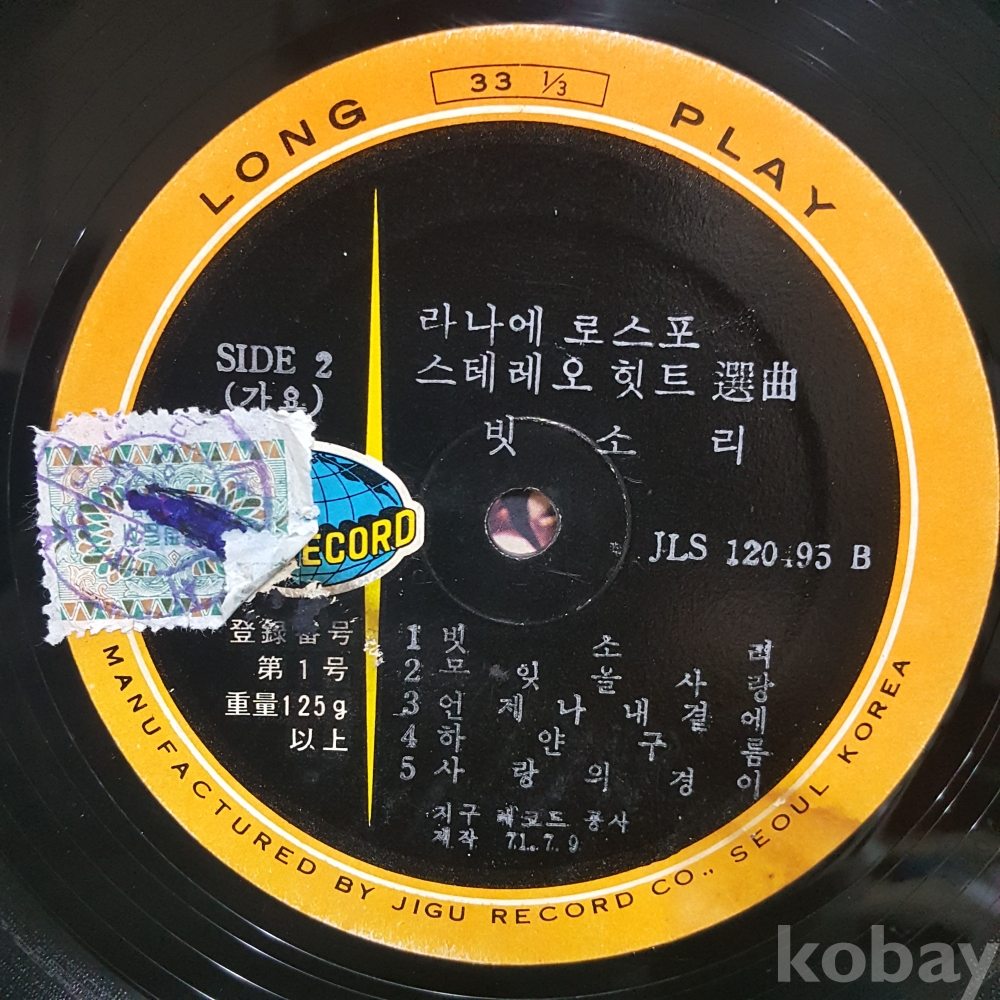 LONG 33 1/3 PLAY
SIDE 2
(가요)
라나에 로스포
스테레오 힛트 選曲
빗 소 리
RECORD
JLS 120495 B
登錄番号
第1号
重量125g
以上
1 빗 소 리
2 모 잊 을 사 랑
3 언 제 나 내 곁 에
4 하 얀 구 름
5 사 랑 의 경 이
지구 레코드 공사
제작 71.7.9
MANUFACTURED BY JIGU RECORD CO., SEOUL KOREA
kobay